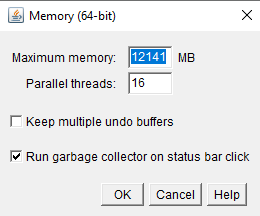 Memory (64-bit)
Maximum memory: 12141 MB
Parallel threads: 16
Keep multiple undo buffers
Run garbage collector on status bar click
OK Cancel Help